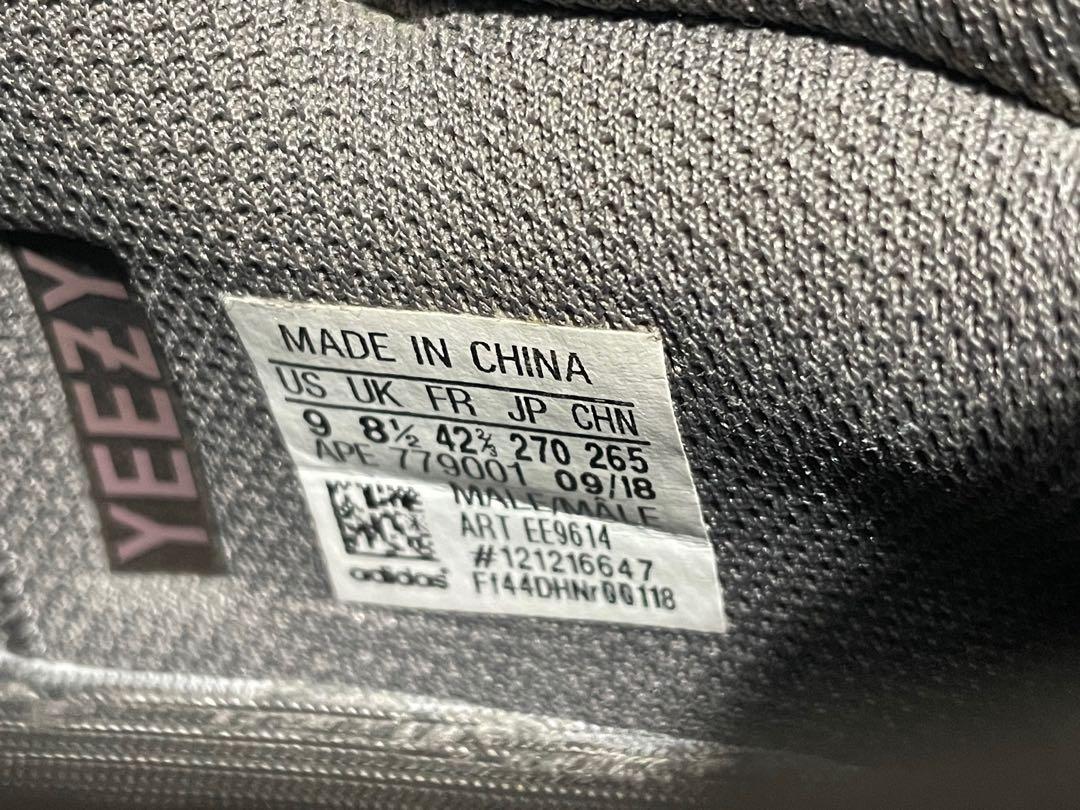 YEEZY
MADE IN CHINA
US UK FR JP CHN
9 8½ 42⅔ 270 265
APE 779001 09/18
MALE/MALE
ART EE9614
#121216647
adidas F144DHNr00118